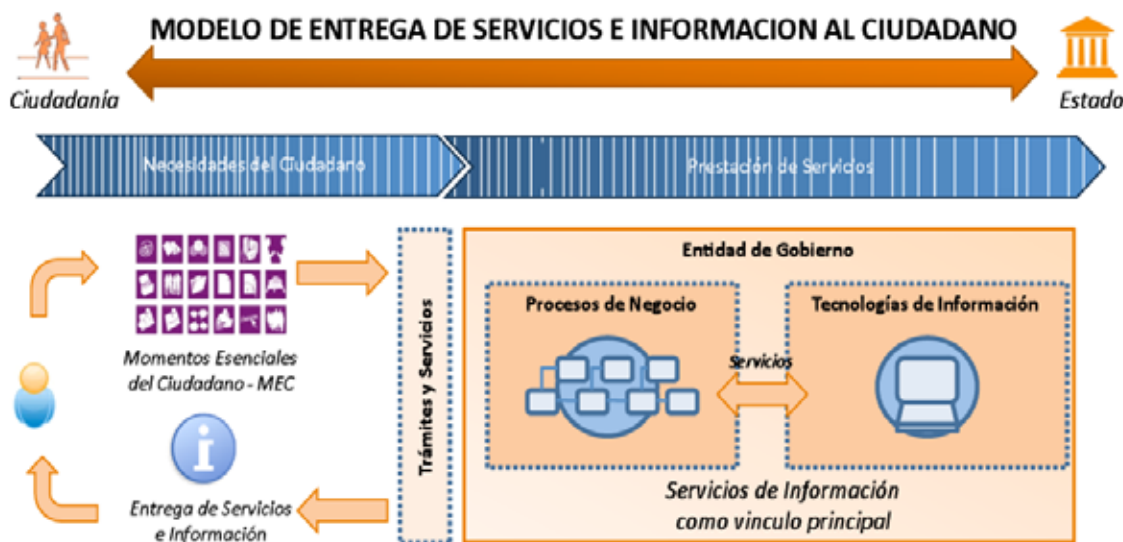 MODELO DE ENTREGA DE SERVICIOS E INFORMACION AL CIUDADANO
Ciudadanía
Estado
Necesidades del Ciudadano
Prestación de Servicios
Momentos Esenciales
del Ciudadano - MEC
Entrega de Servicios
e Información
Trámites y Servicios
Entidad de Gobierno
Procesos de Negocio
Servicios
Tecnologías de Información
Servicios de Información
como vinculo principal